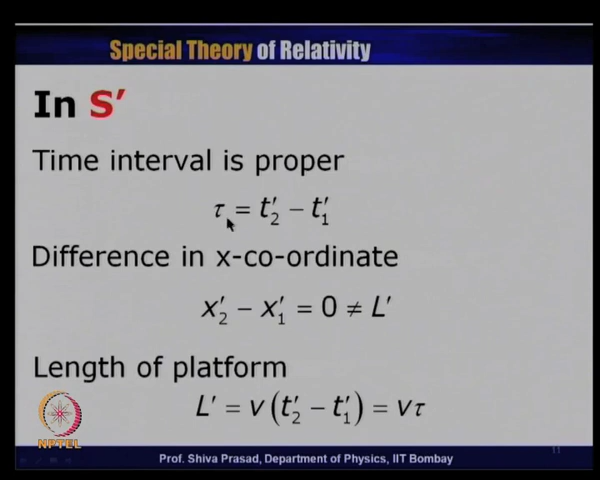 Special Theory of Relativity
In S′
Time interval is proper
τ = t′₂ − t′₁
Difference in x-co-ordinate
x′₂ − x′₁ = 0 ≠ L′
Length of platform
L′ = v(t′₂ − t′₁) = vτ
NPTEL
Prof. Shiva Prasad, Department of Physics, IIT Bombay
11